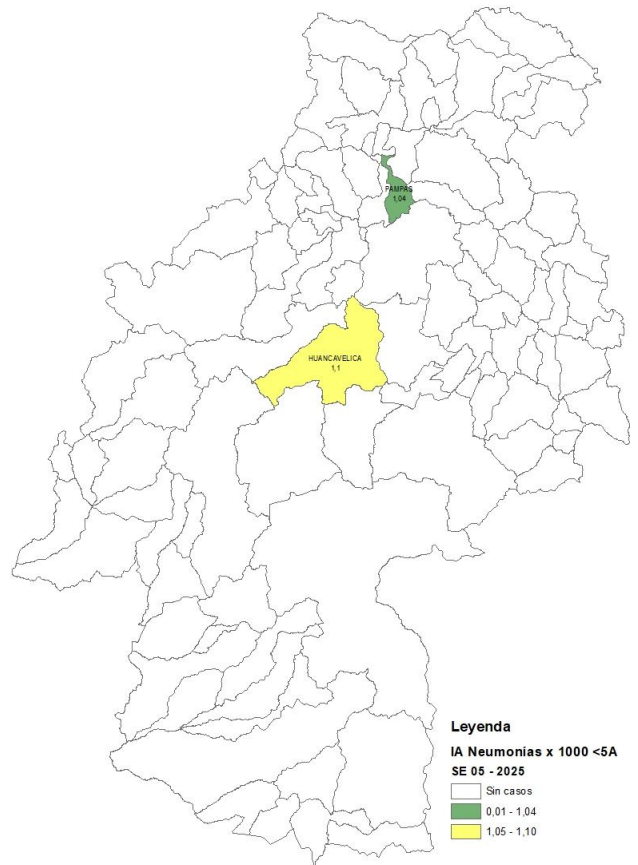 PAMPAS
1,04
HUANCAVELICA
1,1
Leyenda
IA Neumonías x 1000 <5A
SE 05 - 2025
Sin casos
0,01 - 1,04
1,05 - 1,10